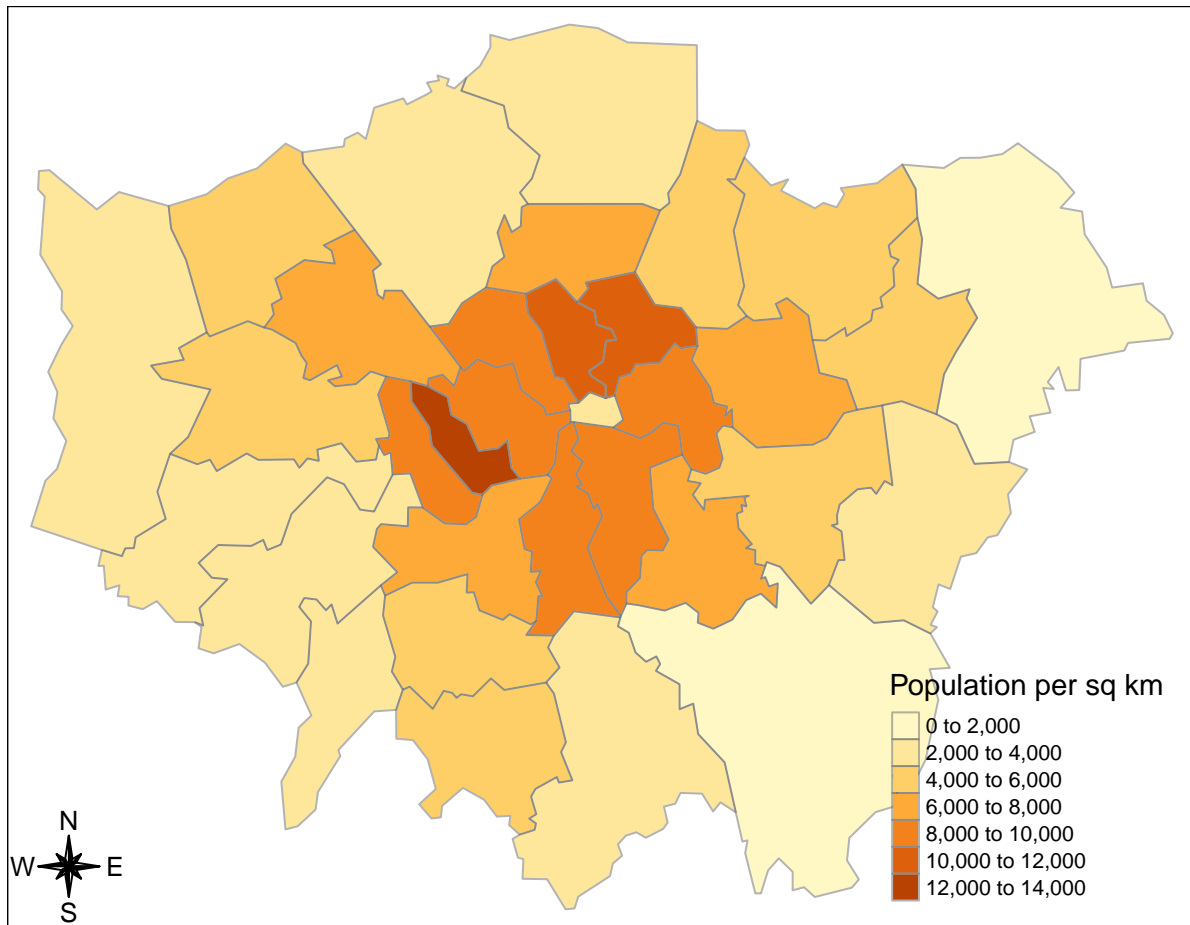 Population per sq km
0 to 2,000
2,000 to 4,000
4,000 to 6,000
6,000 to 8,000
8,000 to 10,000
10,000 to 12,000
12,000 to 14,000
N
W E
S